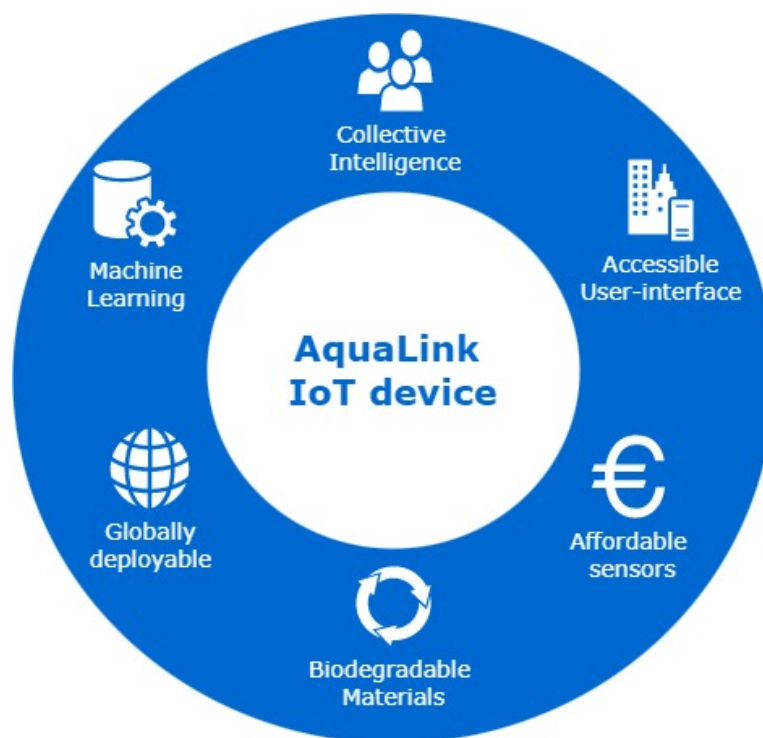 Collective
Intelligence
Accessible
User-interface
Affordable
sensors
Biodegradable
Materials
Globally
deployable
Machine
Learning
AquaLink
IoT device
€